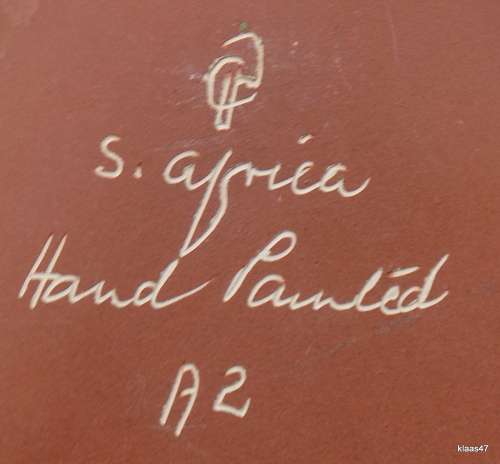 S. Africa
Hand Painted
A2
klaas47